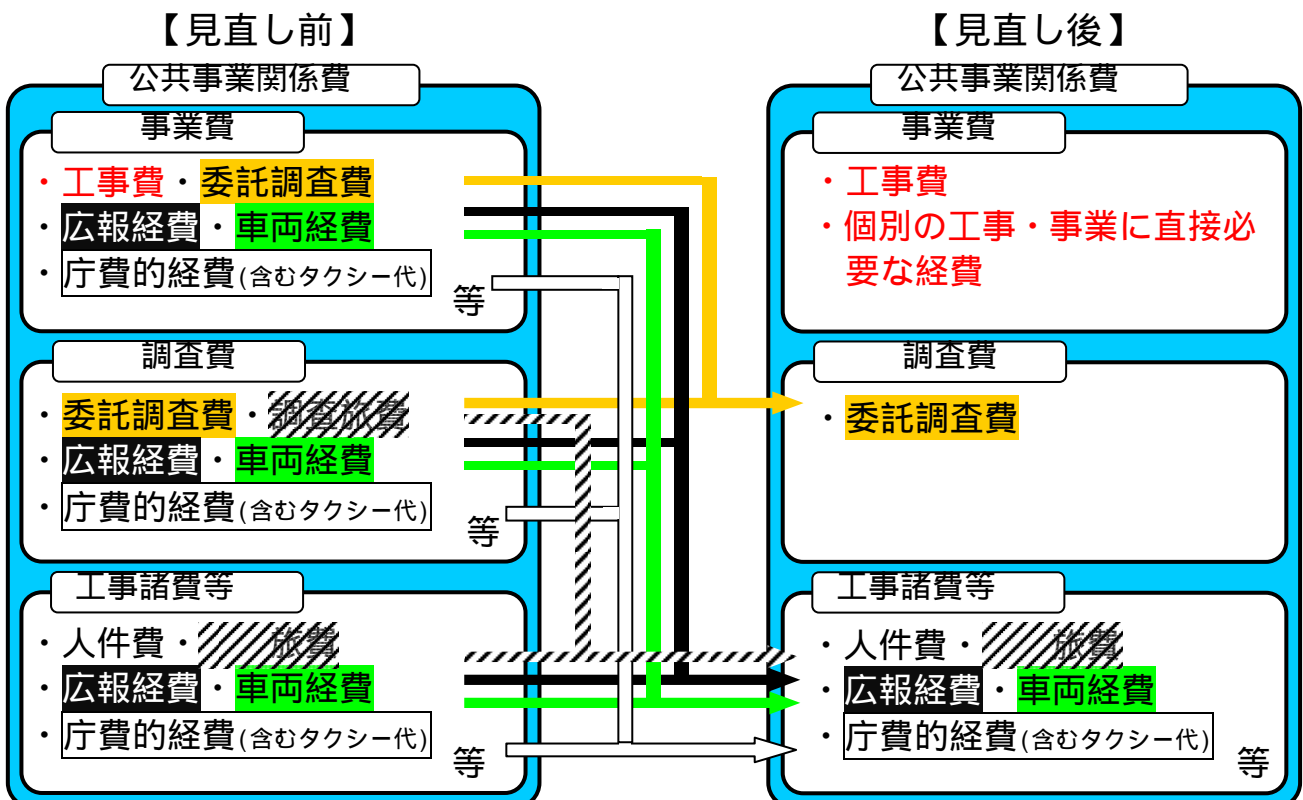 【見直し前】
公共事業関係費
事業費
・工事費・委託調査費
・広報経費・車両経費
・庁費的経費(含むタクシー代)
等
調査費
・委託調査費・調査旅費
・広報経費・車両経費
・庁費的経費(含むタクシー代)
等
工事諸費等
・人件費・旅費
・広報経費・車両経費
・庁費的経費(含むタクシー代)
等
【見直し後】
公共事業関係費
事業費
・工事費
・個別の工事・事業に直接必
要な経費
調査費
・委託調査費
工事諸費等
・人件費・旅費
・広報経費・車両経費
・庁費的経費(含むタクシー代)
等